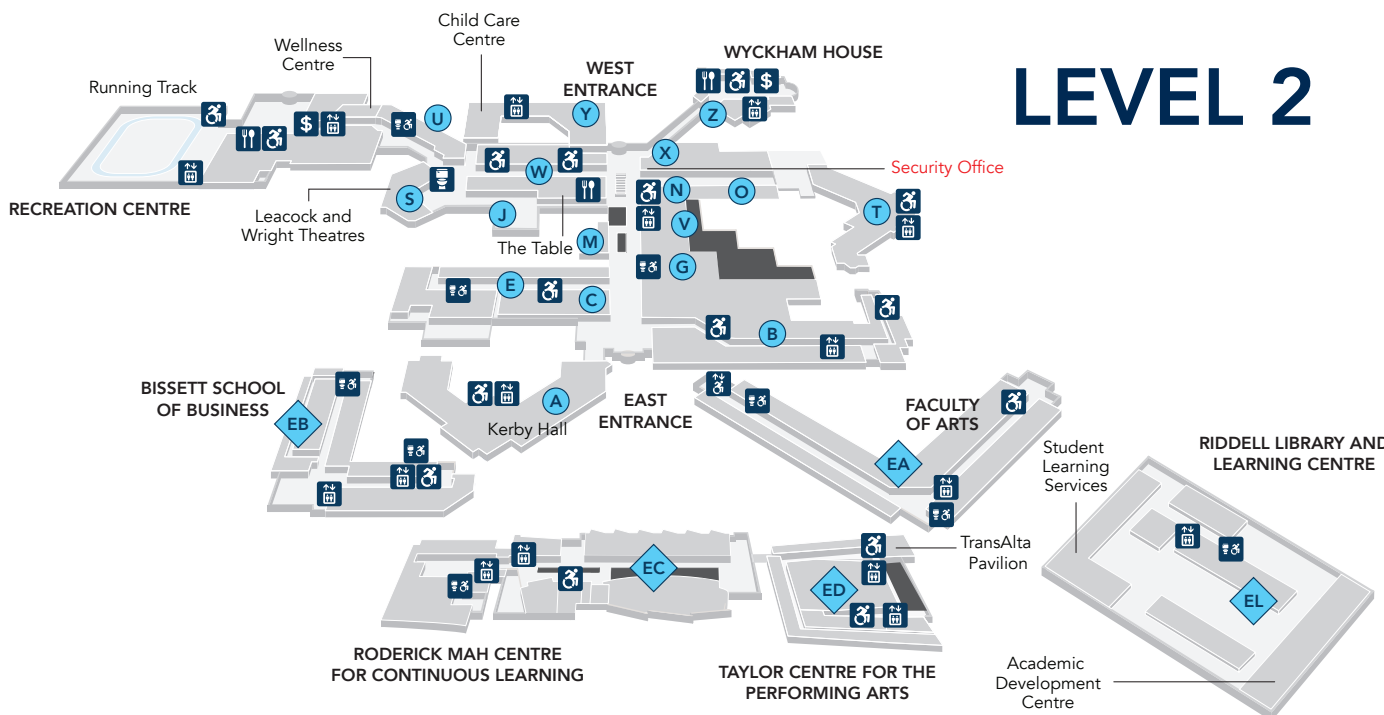 LEVEL 2
Child Care
Centre
Wellness
Centre
WYCKHAM HOUSE
WEST
ENTRANCE
Running Track
$
$
U
Y
Z
X
W
Security Office
N
O
S
J
T
V
RECREATION CENTRE
Leacock and
Wright Theatres
The Table
M
G
E
C
B
BISSETT SCHOOL
OF BUSINESS
EB
A
Kerby Hall
EAST
ENTRANCE
FACULTY
OF ARTS
EA
Student
Learning
Services
RIDDELL LIBRARY AND
LEARNING CENTRE
TransAlta
Pavilion
EC
ED
EL
RODERICK MAH CENTRE
FOR CONTINUOUS LEARNING
TAYLOR CENTRE FOR THE
PERFORMING ARTS
Academic
Development
Centre